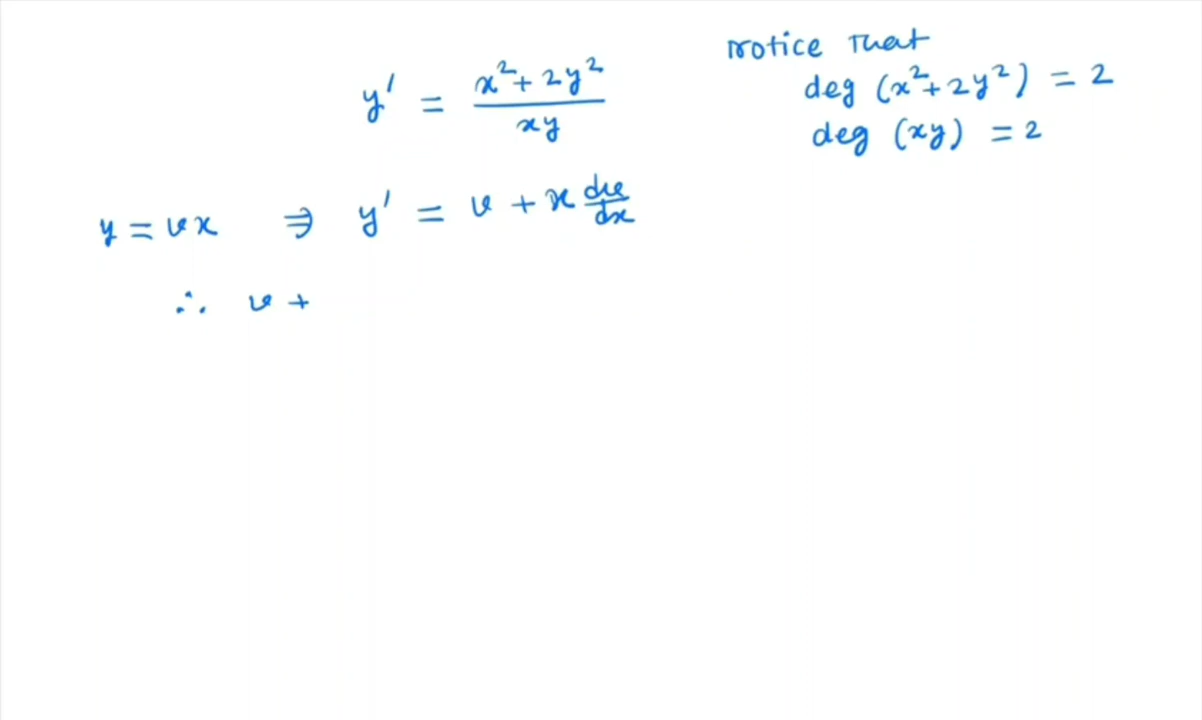 y' = x²+2y² / xy
Notice that
deg (x²+2y²) = 2
deg (xy) = 2
y = vx ⇒ y' = v + x dv/dx
∴ v +